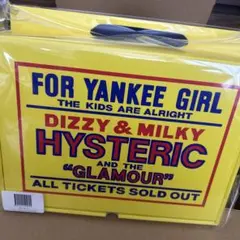 FOR YANKEE GIRL
THE KIDS ARE ALRIGHT
DIZZY & MILKY
HYSTERIC
AND THE
"GLAMOUR"
ALL TICKETS SOLD OUT